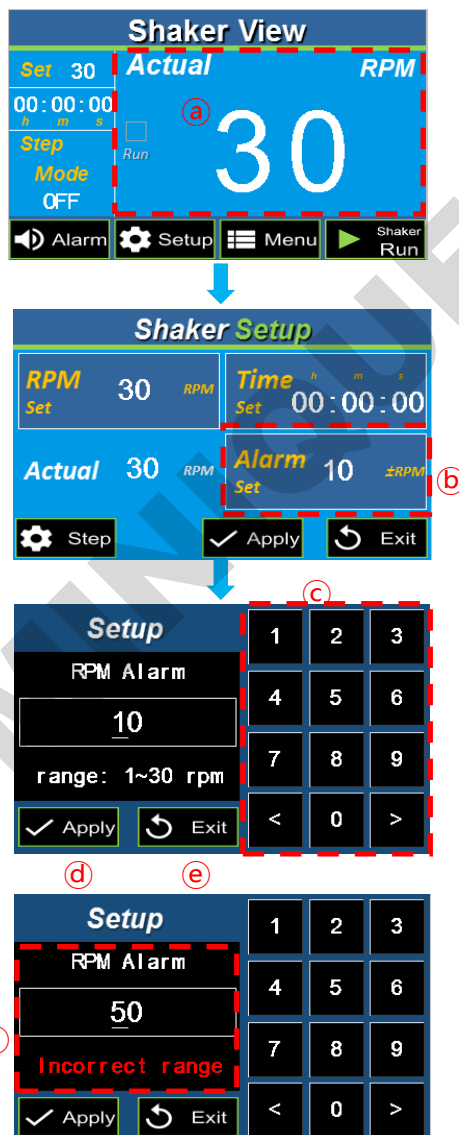 Shaker View
Set 30
Actual RPM
00:00:00
h m s
ⓐ
30
Run
Step
Mode
OFF
Alarm Setup Menu Shaker Run
Shaker Setup
RPM Set 30 RPM
Time Set h m s 00:00:00
Actual 30 RPM
Alarm Set 10 ±RPM
ⓑ
Step Apply Exit
ⓒ
Setup
RPM Alarm
10
range: 1~30 rpm
Apply Exit
1 2 3
4 5 6
7 8 9
< 0 >
ⓓ ⓔ
Setup
RPM Alarm
50
Incorrect range
Apply Exit
1 2 3
4 5 6
7 8 9
< 0 >